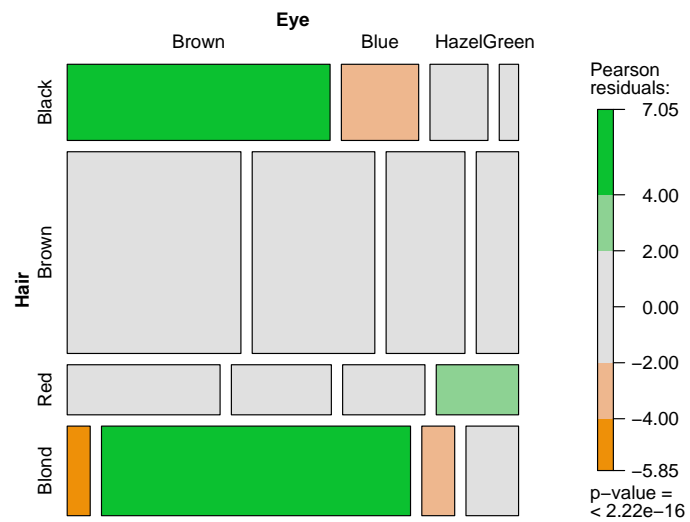 Eye
Brown Blue HazelGreen
Hair
Black
Brown
Red
Blond
Pearson
residuals:
7.05
4.00
2.00
0.00
−2.00
−4.00
−5.85
p−value =
< 2.22e−16